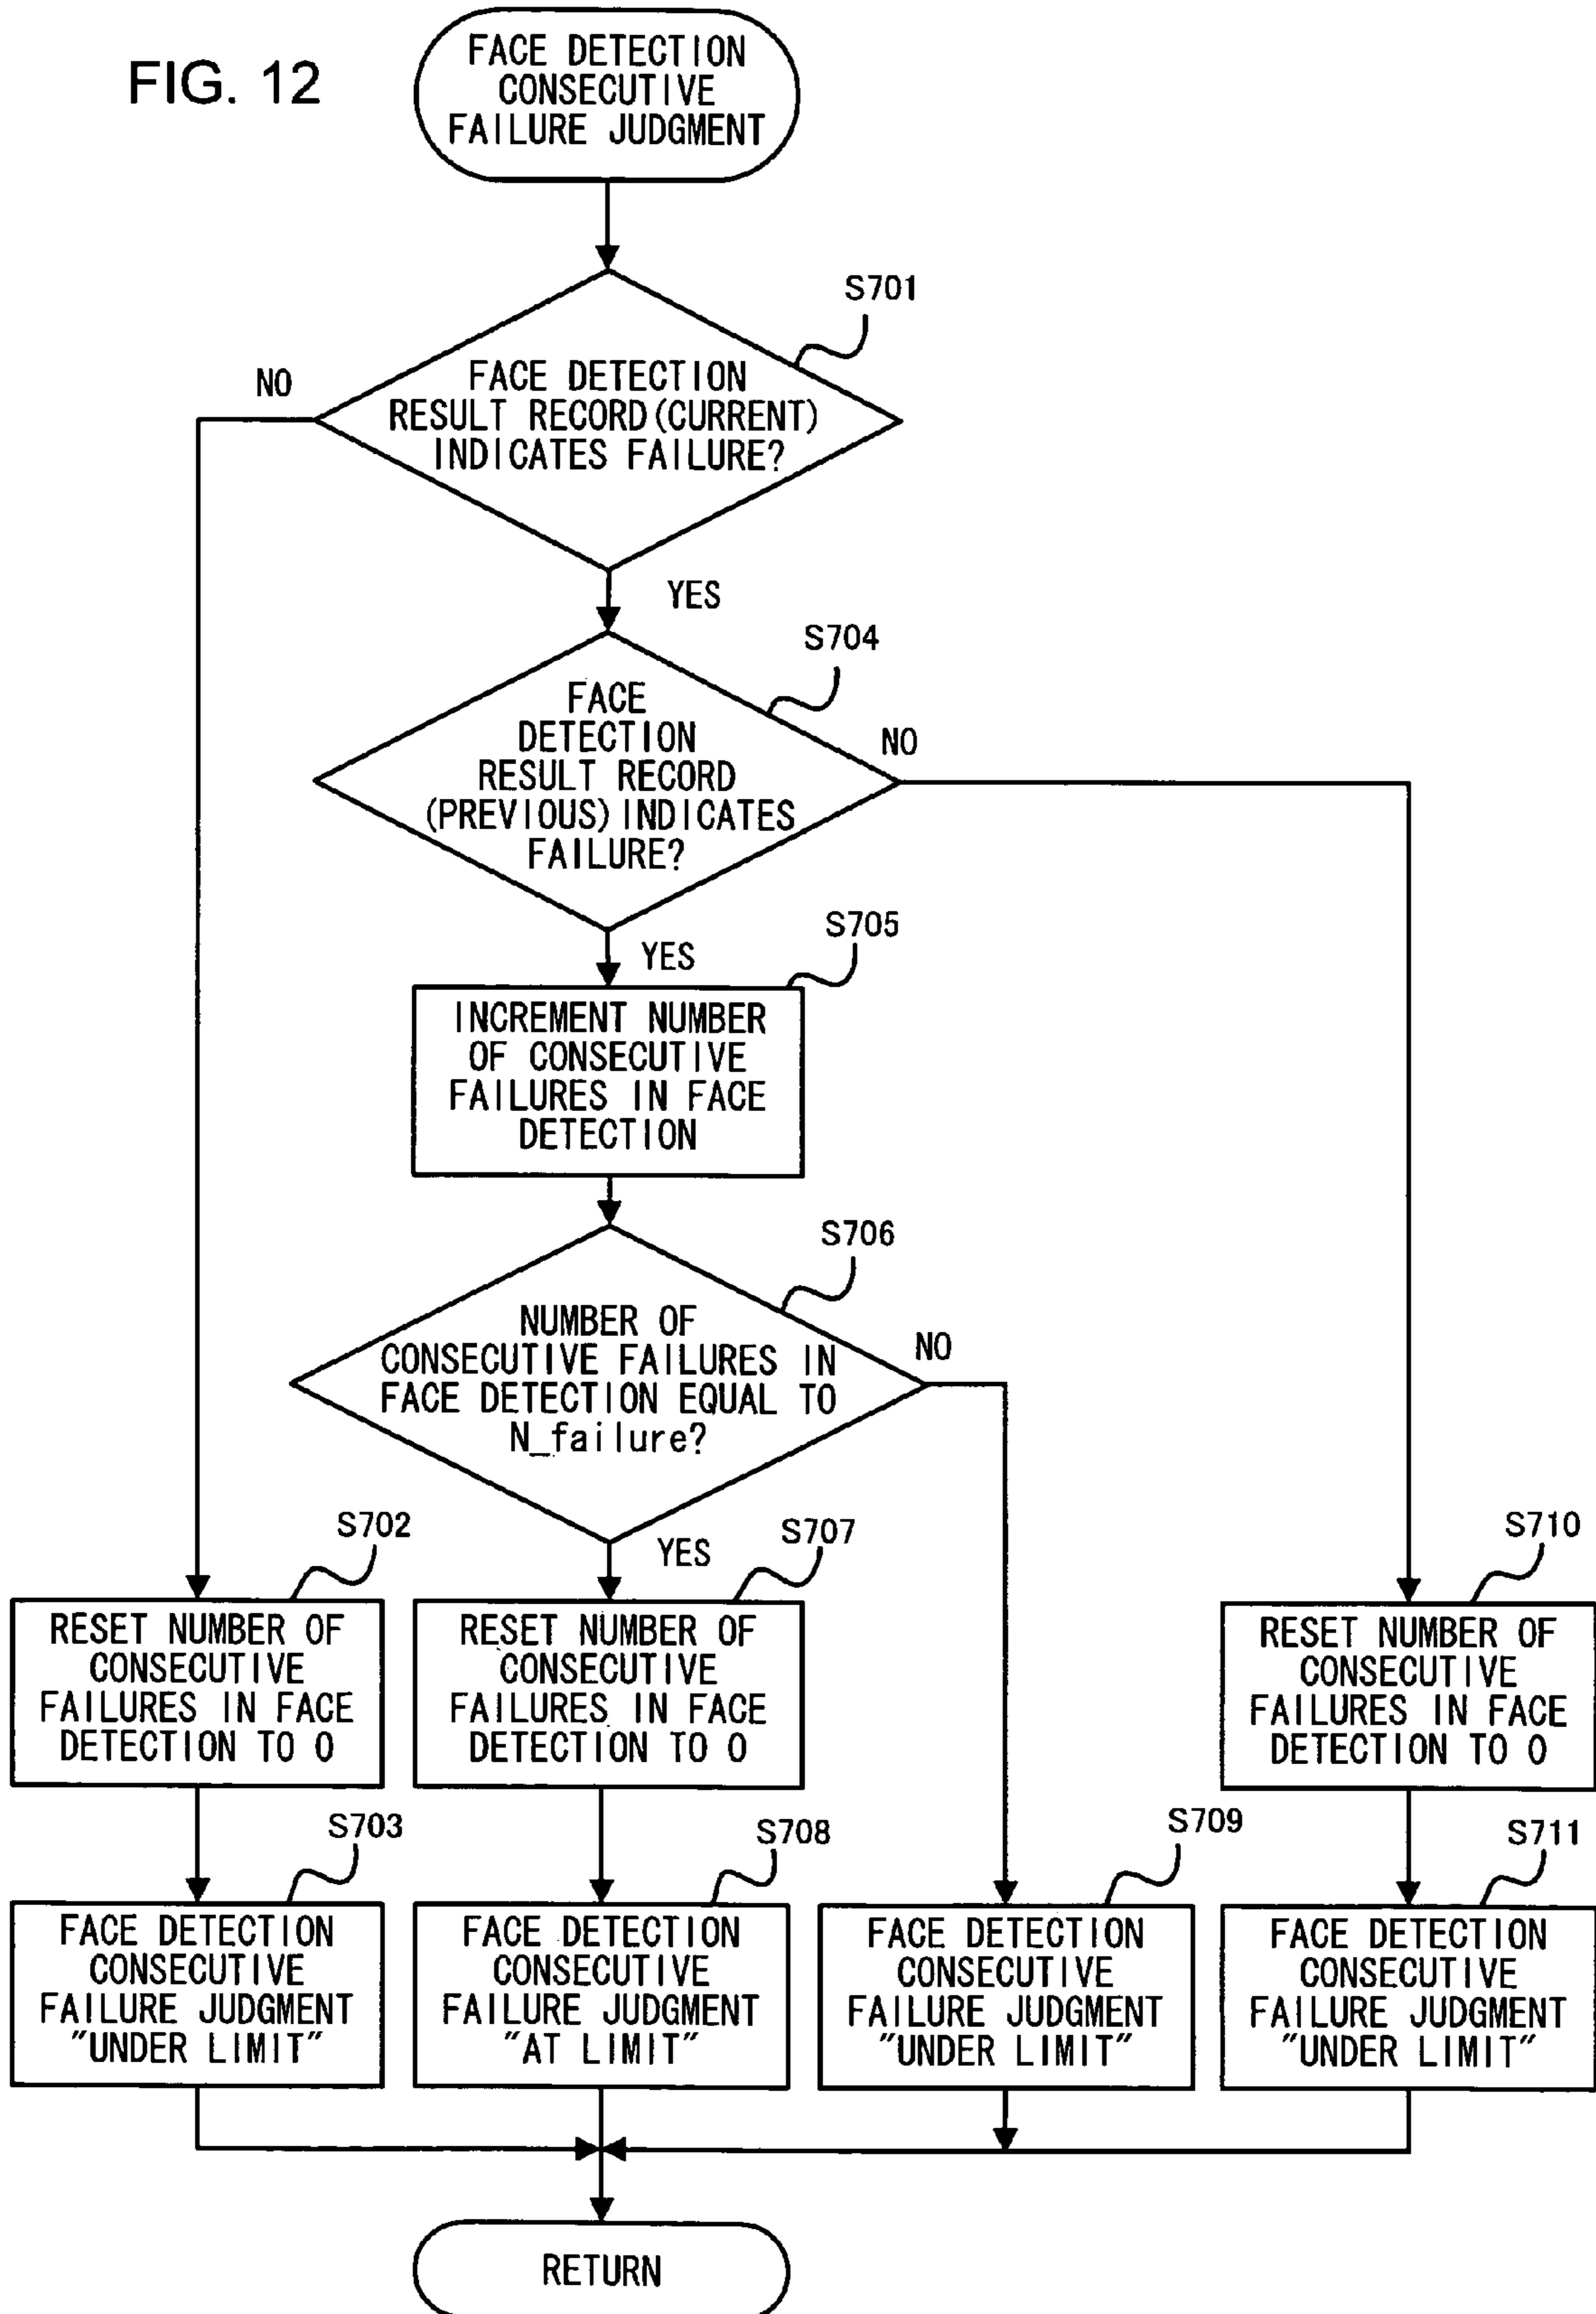 FIG. 12
FACE DETECTION
CONSECUTIVE
FAILURE JUDGMENT
S701
NO
FACE DETECTION
RESULT RECORD (CURRENT)
INDICATES FAILURE?
YES
S704
FACE
DETECTION
RESULT RECORD
(PREVIOUS) INDICATES
FAILURE?
NO
YES
S705
INCREMENT NUMBER
OF CONSECUTIVE
FAILURES IN FACE
DETECTION
S706
NUMBER OF
CONSECUTIVE FAILURES IN
FACE DETECTION EQUAL TO
N_failure?
NO
YES
S702
RESET NUMBER OF
CONSECUTIVE
FAILURES IN FACE
DETECTION TO 0
S707
RESET NUMBER OF
CONSECUTIVE
FAILURES IN FACE
DETECTION TO 0
S710
RESET NUMBER OF
CONSECUTIVE
FAILURES IN FACE
DETECTION TO 0
S703
FACE DETECTION
CONSECUTIVE
FAILURE JUDGMENT
"UNDER LIMIT"
S708
FACE DETECTION
CONSECUTIVE
FAILURE JUDGMENT
"AT LIMIT"
S709
FACE DETECTION
CONSECUTIVE
FAILURE JUDGMENT
"UNDER LIMIT"
S711
FACE DETECTION
CONSECUTIVE
FAILURE JUDGMENT
"UNDER LIMIT"
RETURN